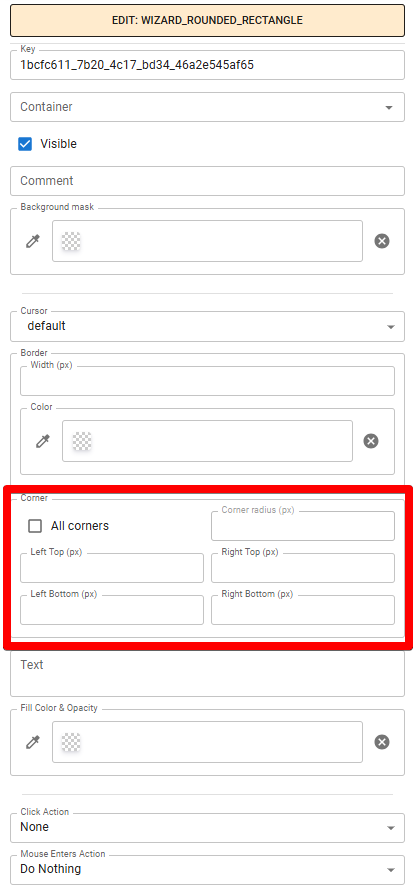 EDIT: WIZARD_ROUNDED_RECTANGLE
Key
1bcfc611_7b20_4c17_bd34_46a2e545af65
Container
Visible
Comment
Background mask
Cursor
default
Border
Width (px)
Color
Corner
All corners
Corner radius (px)
Left Top (px)
Right Top (px)
Left Bottom (px)
Right Bottom (px)
Text
Fill Color & Opacity
Click Action
None
Mouse Enters Action
Do Nothing